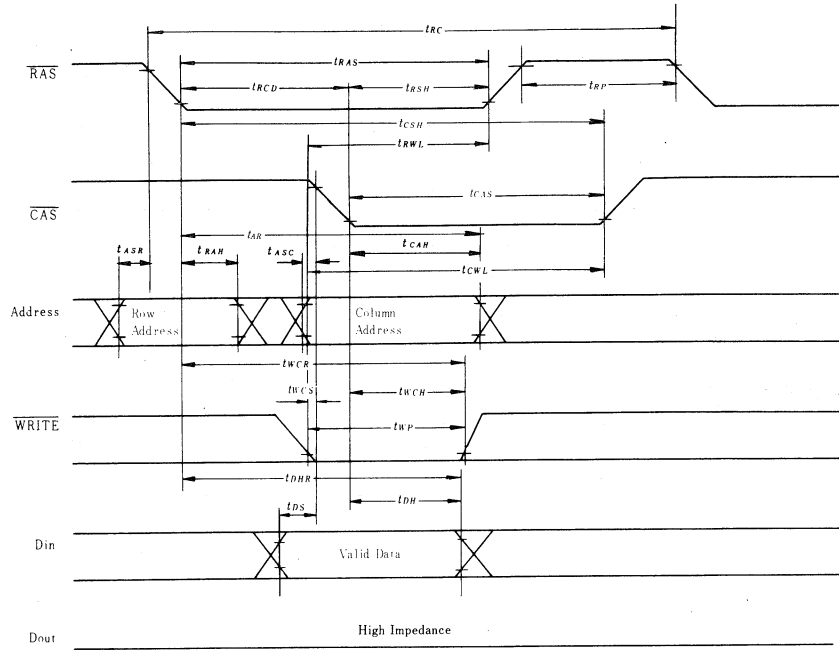 tRC
RAS
tRAS
tRCD
tRSH
tRP
tCSH
tRWL
CAS
tCAS
tAR
tASR
tRAH
tASC
tCAH
tCWL
Address
Row
Address
Column
Address
tWCR
tWCS
tWCH
WRITE
tWP
tDHR
tDS
tDH
Din
Valid Data
Dout
High Impedance